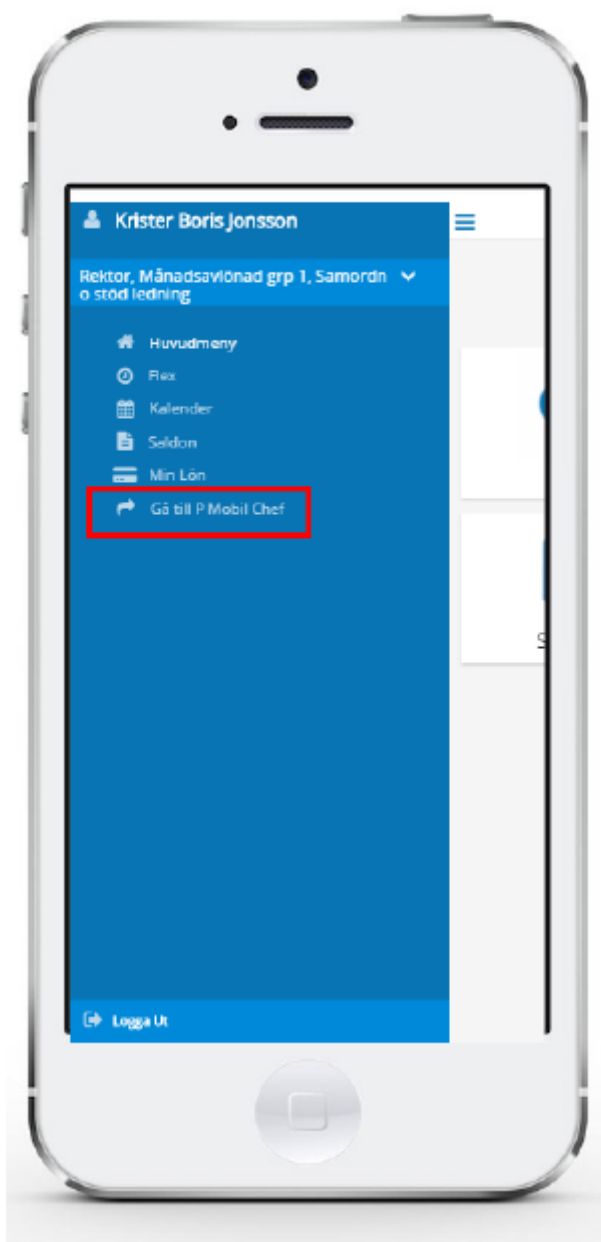 Krister Boris Jonsson
Rektor, Månadsavlönad grp 1, Samordn
o stöd ledning
Huvudmeny
Flex
Kalender
Saldon
Min Lön
Gå till P Mobil Chef
S
Logga Ut